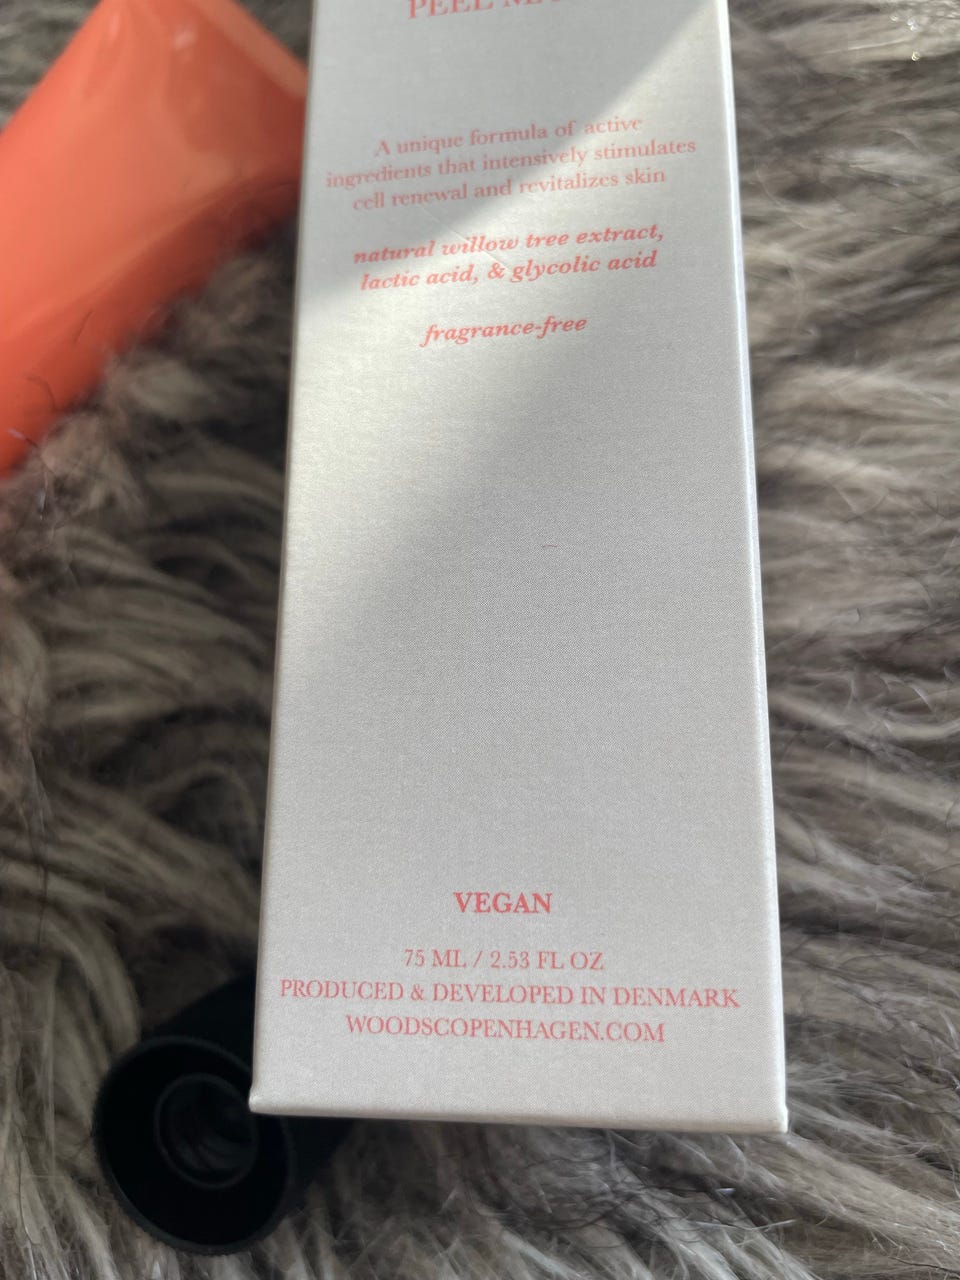 PEEL
A unique formula of active
ingredients that intensively stimulates
cell renewal and revitalizes skin
natural willow tree extract,
lactic acid, & glycolic acid
fragrance-free
VEGAN
75 ML / 2.53 FL OZ
PRODUCED & DEVELOPED IN DENMARK
WOODSCOPENHAGEN.COM